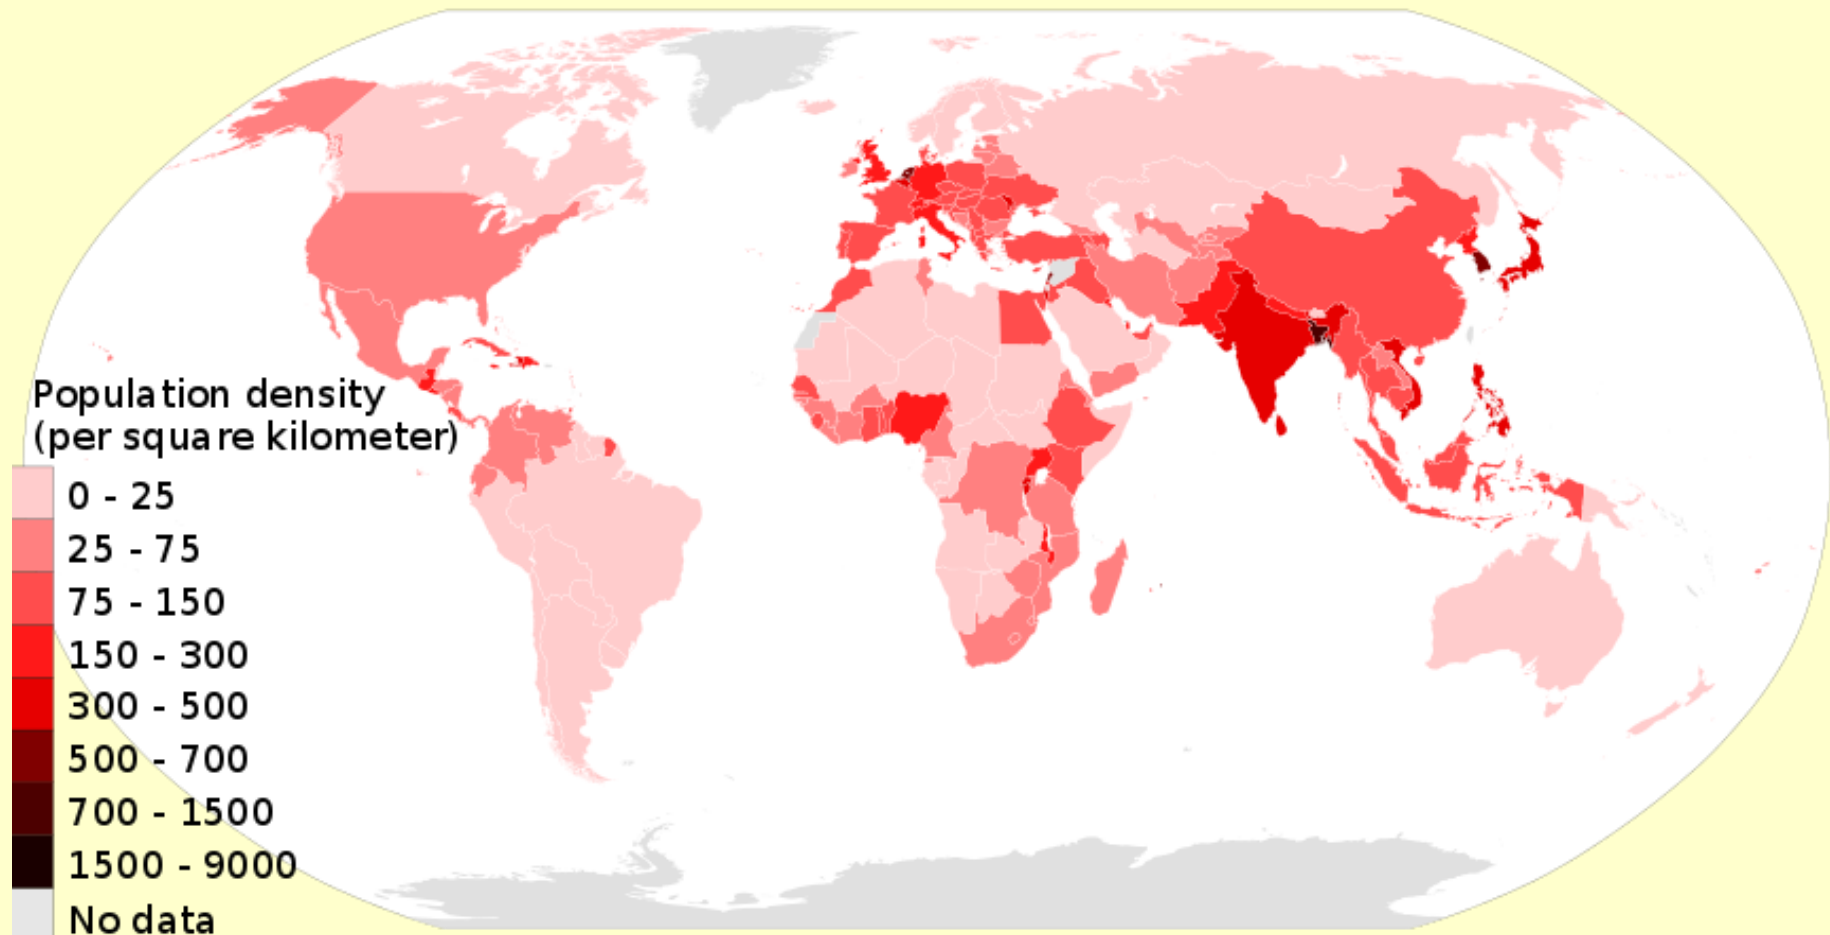 Population density
(per square kilometer)
0 - 25
25 - 75
75 - 150
150 - 300
300 - 500
500 - 700
700 - 1500
1500 - 9000
No data